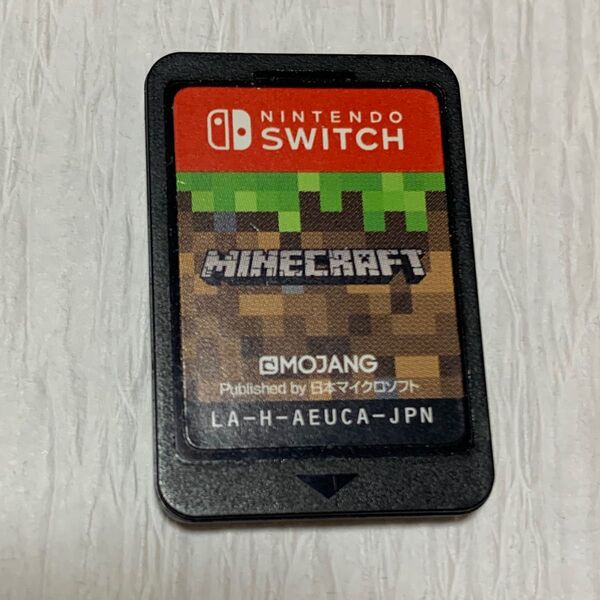 NINTENDO
SWITCH
MINECRAFT
MOJANG
Published by 日本マイクロソフト
LA-H-AEUCA-JPN